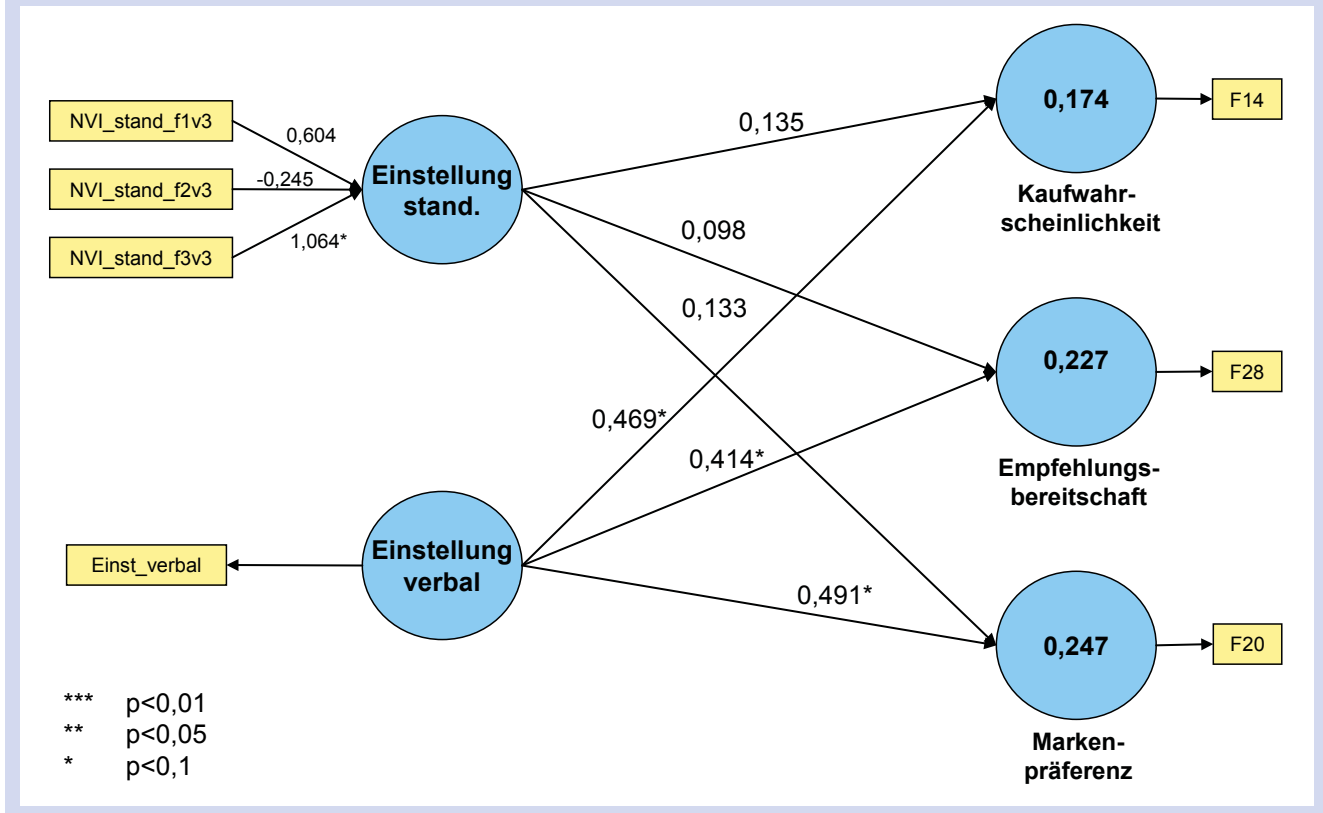 NVI_stand_f1v3
NVI_stand_f2v3
NVI_stand_f3v3
0,604
-0,245
1,064*
Einstellung
stand.
0,135
0,098
0,133
0,174
F14
Kaufwahr-
scheinlichkeit
0,227
F28
Empfehlungs-
bereitschaft
0,469*
0,414*
0,491*
Einst_verbal
Einstellung
verbal
0,247
F20
Marken-
präferenz
*** p<0,01
** p<0,05
* p<0,1